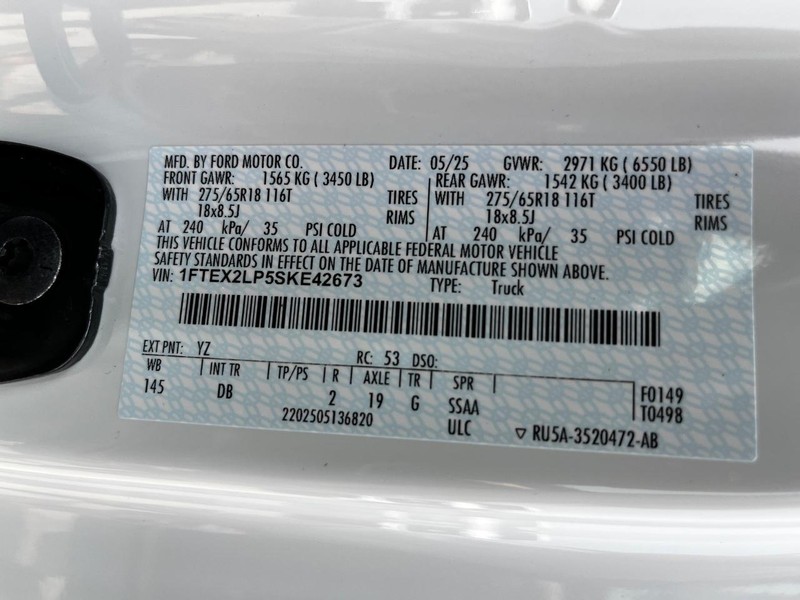 MFD. BY FORD MOTOR CO. DATE: 05/25 GVWR: 2971 KG ( 6550 LB)
FRONT GAWR: 1565 KG ( 3450 LB) REAR GAWR: 1542 KG ( 3400 LB)
WITH 275/65R18 116T TIRES WITH 275/65R18 116T TIRES
18x8.5J RIMS 18x8.5J RIMS
AT 240 kPa/ 35 PSI COLD AT 240 kPa/ 35 PSI COLD
THIS VEHICLE CONFORMS TO ALL APPLICABLE FEDERAL MOTOR VEHICLE
SAFETY STANDARDS IN EFFECT ON THE DATE OF MANUFACTURE SHOWN ABOVE.
VIN: 1FTEX2LP5SKE42673 TYPE: Truck
EXT PNT: YZ RC: 53 DSO:
WB INT TR TP/PS R AXLE TR SPR F0149
145 DB 2 19 G SSAA T0498
2202505136820 ULC ▽ RU5A-3520472-AB